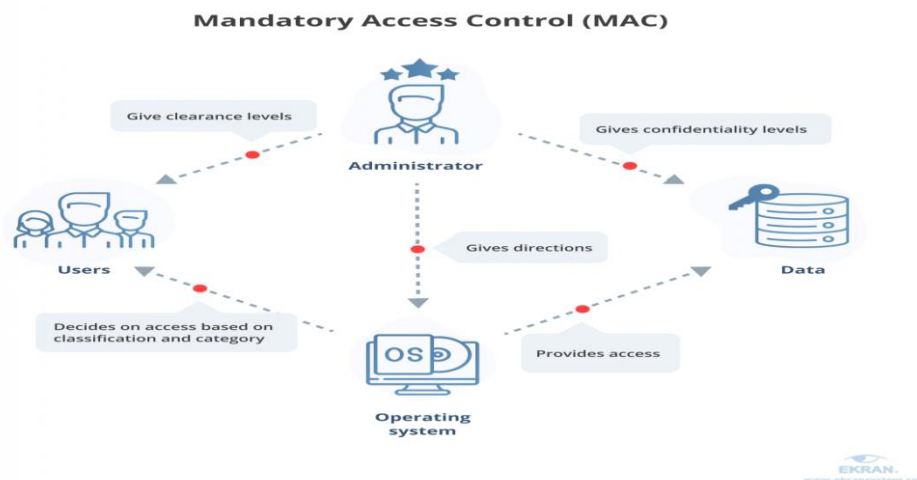 Mandatory Access Control (MAC)
Give clearance levels
Gives confidentiality levels
Administrator
Gives directions
Users
Data
Decides on access based on
classification and category
OS
Provides access
Operating
system
EKRAN.